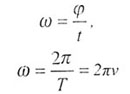 ω = φ/t ,
ω = 2π/T = 2πν